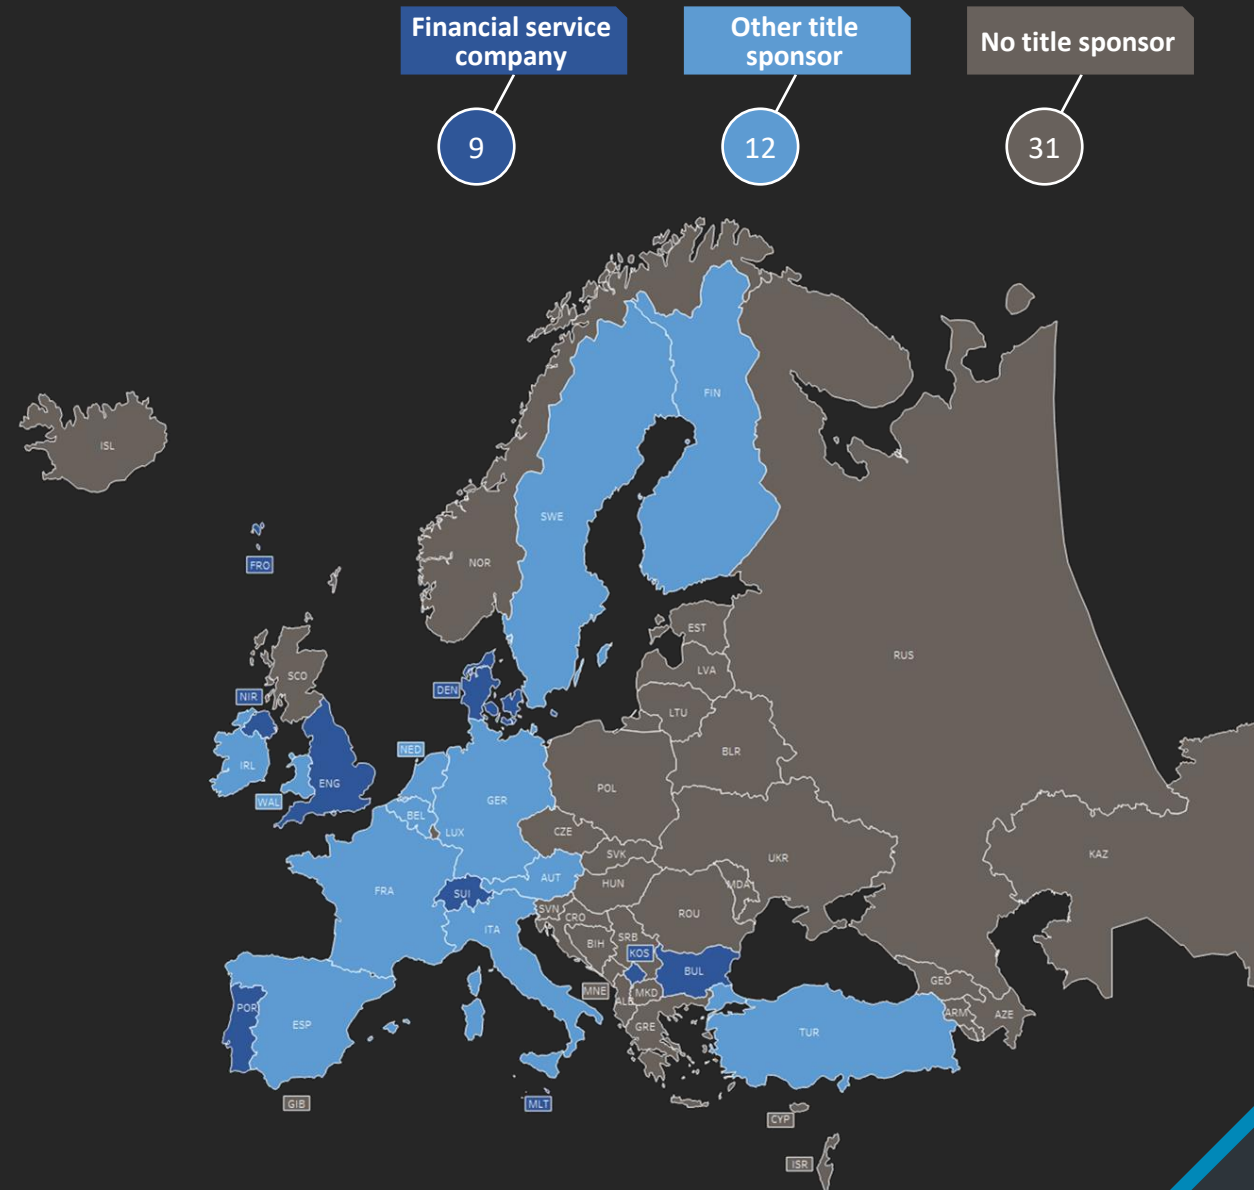 Financial service
company
Other title
sponsor
No title sponsor
9
12
31
FIN
ISL
SWE
NOR
FRO
EST
RUS
LVA
SCO
DEN
NIR
LTU
NED
BLR
IRL
ENG
POL
WAL
GER
BEL
LUX
CZE
SVK
UKR
KAZ
AUT
HUN
MDA
FRA
SUI
SVN
CRO
ROU
ITA
SRB
BIH
KOS
BUL
GEO
MNE
MKD
ALB
POR
ARM
AZE
ESP
GRE
TUR
GIB
MLT
CYP
ISR